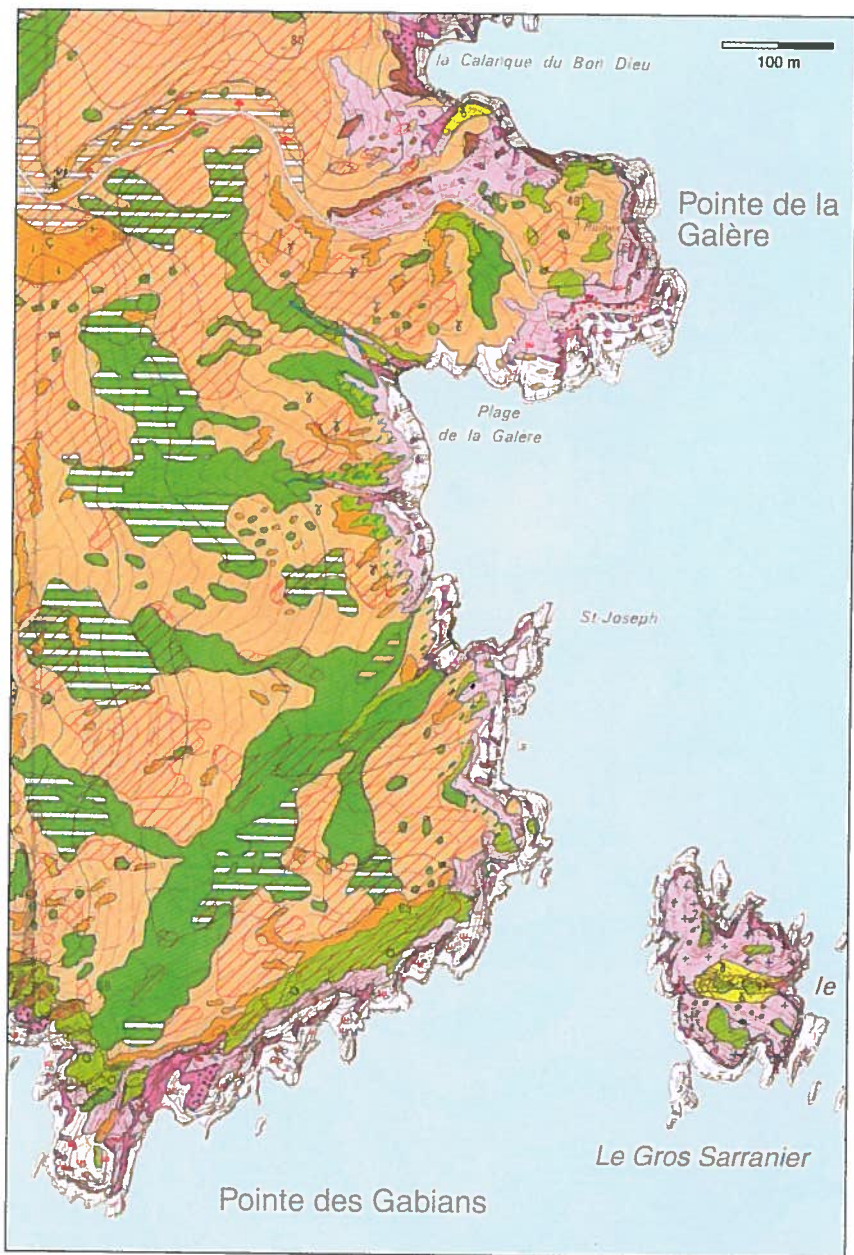 80
la Calanque du Bon Dieu
100 m
Pointe de la
Galère
Plage
de la Galère
St-Joseph
le
Le Gros Sarranier
Pointe des Gabians